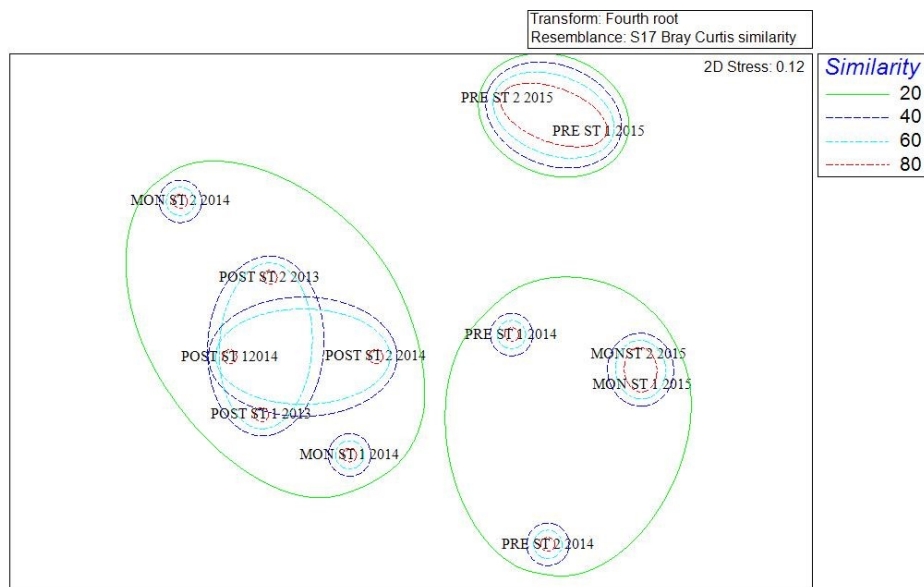 Transform: Fourth root
Resemblance: S17 Bray Curtis similarity
2D Stress: 0.12
Similarity
20
40
60
80
PRE ST 2 2015
PRE ST 1 2015
MON ST 2 2014
POST ST 2 2013
PRE ST 1 2014
POST ST 12014
POST ST 2 2014
MONST 2 2015
MON ST 1 2015
POST ST 1 2013
MON ST 1 2014
PRE ST 2 2014